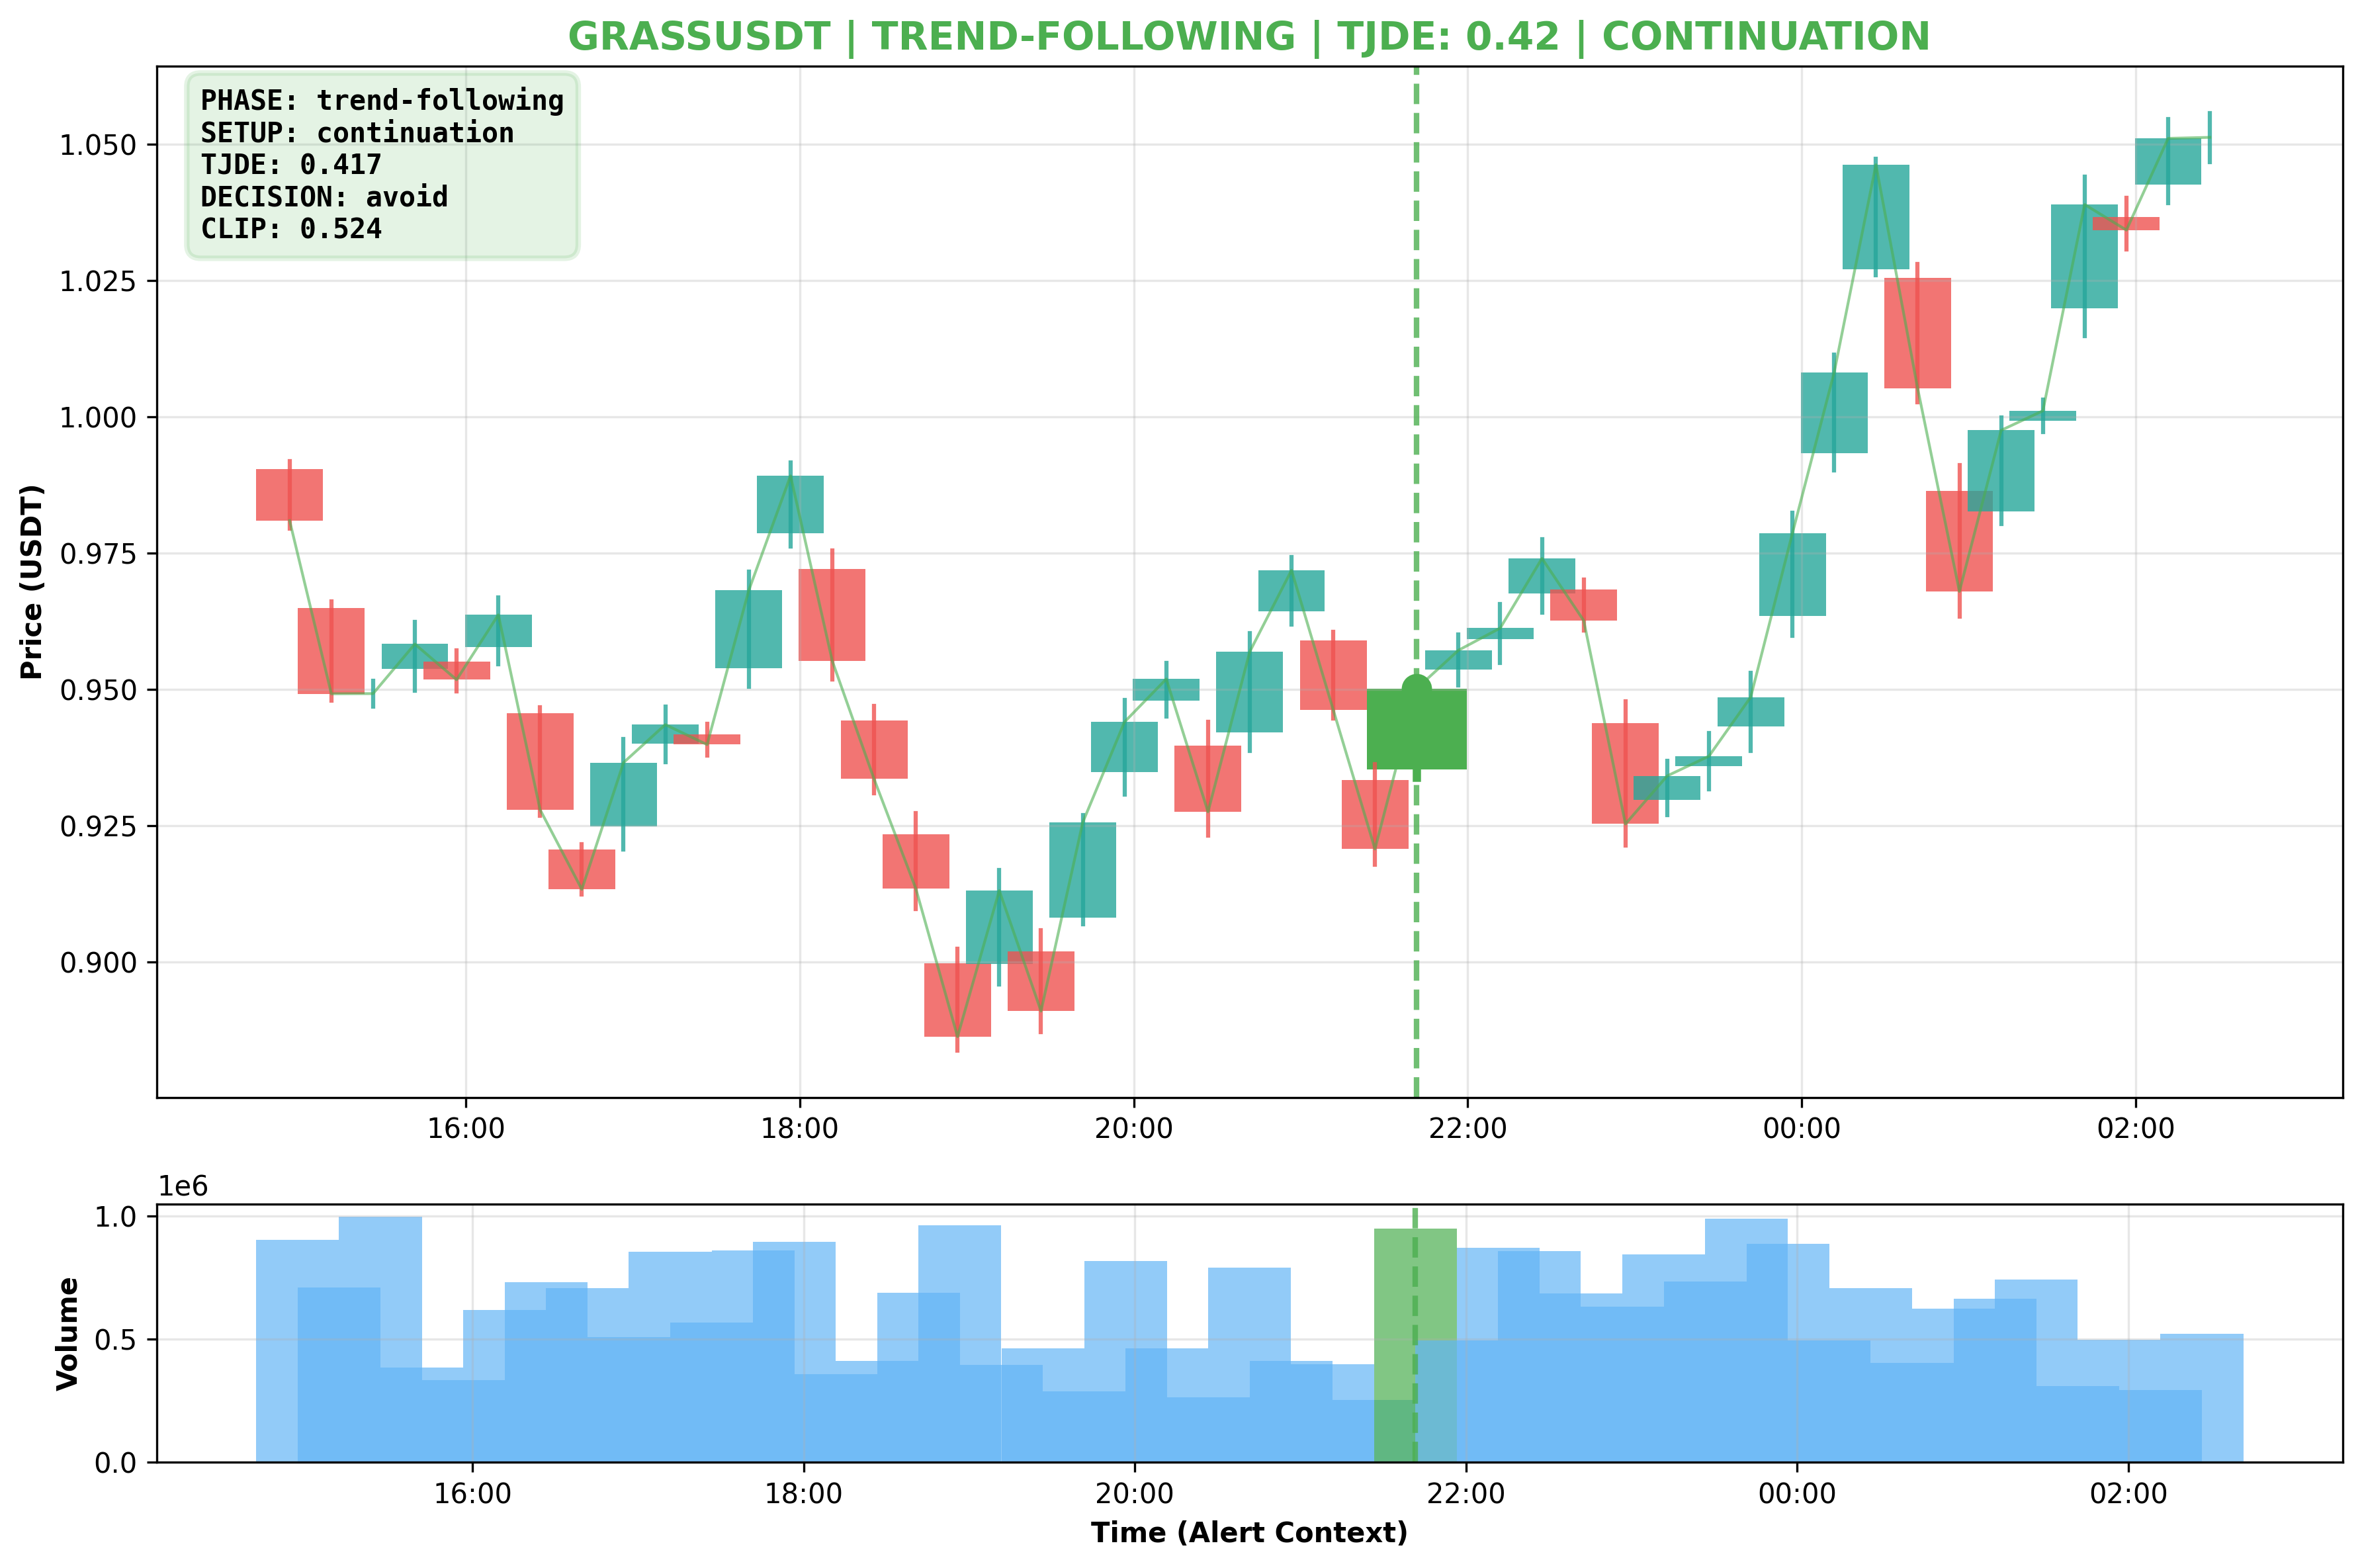 GRASSUSDT | TREND-FOLLOWING | TJDE: 0.42 | CONTINUATION
PHASE: trend-following
SETUP: continuation
TJDE: 0.417
DECISION: avoid
CLIP: 0.524
Price (USDT)
1.050
1.025
1.000
0.975
0.950
0.925
0.900
16:00
18:00
20:00
22:00
00:00
02:00
1e6
Volume
1.0
0.5
0.0
16:00
18:00
20:00
22:00
00:00
02:00
Time (Alert Context)